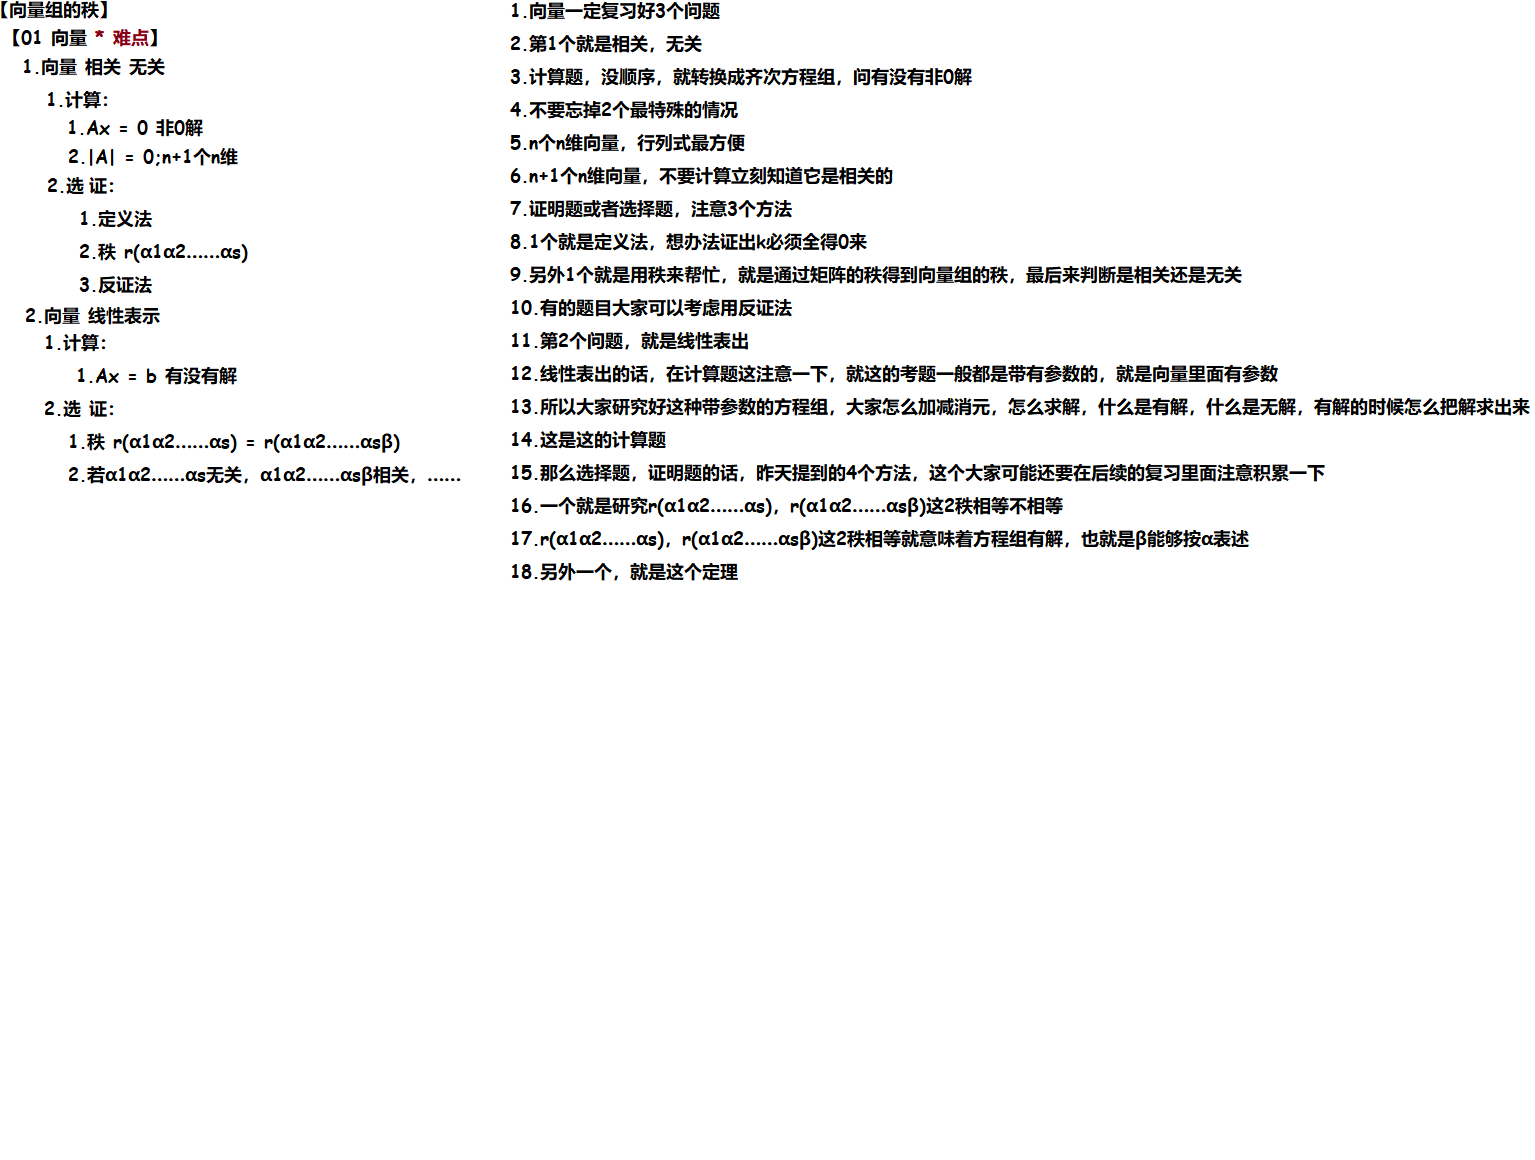 【向量组的秩】
【01 向量 * 难点】
1.向量 相关 无关
1.计算：
1.Ax = 0 非0解
2.|A| = 0;n+1个n维
2.选 证：
1.定义法
2.秩 r(α1α2……αs)
3.反证法
2.向量 线性表示
1.计算：
1.Ax = b 有没有解
2.选 证：
1.秩 r(α1α2……αs) = r(α1α2……αsβ)
2.若α1α2……αs无关，α1α2……αsβ相关，……
1.向量一定复习好3个问题
2.第1个就是相关，无关
3.计算题，没顺序，就转换成齐次方程组，问有没有非0解
4.不要忘掉2个最特殊的情况
5.n个n维向量，行列式最方便
6.n+1个n维向量，不要计算立刻知道它是相关的
7.证明题或者选择题，注意3个方法
8.1个就是定义法，想办法证出k必须全得0来
9.另外1个就是用秩来帮忙，就是通过矩阵的秩得到向量组的秩，最后来判断是相关还是无关
10.有的题目大家可以考虑用反证法
11.第2个问题，就是线性表出
12.线性表出的话，在计算题这注意一下，就这的考题一般都是带有参数的，就是向量里面有参数
13.所以大家研究好这种带参数的方程组，大家怎么加减消元，怎么求解，什么是有解，什么是无解，有解的时候怎么把解求出来
14.这是这的计算题
15.那么选择题，证明题的话，昨天提到的4个方法，这个大家可能还要在后续的复习里面注意积累一下
16.一个就是研究r(α1α2……αs)，r(α1α2……αsβ)这2秩相等不相等
17.r(α1α2……αs)，r(α1α2……αsβ)这2秩相等就意味着方程组有解，也就是β能够按α表述
18.另外一个，就是这个定理